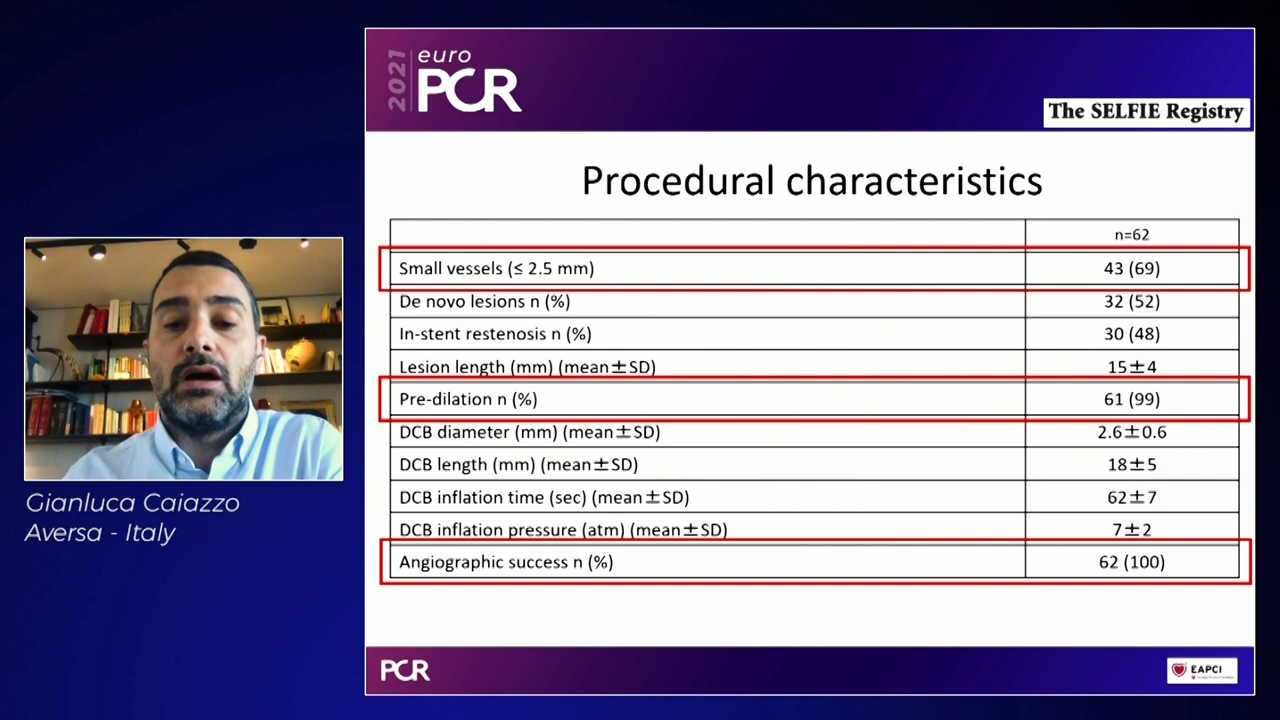 2021 euro PCR
The SELFIE Registry
Procedural characteristics
n=62
Small vessels (≤ 2.5 mm) 43 (69)
De novo lesions n (%) 32 (52)
In-stent restenosis n (%) 30 (48)
Lesion length (mm) (mean±SD) 15±4
Pre-dilation n (%) 61 (99)
DCB diameter (mm) (mean±SD) 2.6±0.6
DCB length (mm) (mean±SD) 18±5
DCB inflation time (sec) (mean±SD) 62±7
DCB inflation pressure (atm) (mean±SD) 7±2
Angiographic success n (%) 62 (100)
Gianluca Caiazzo
Aversa - Italy
PCR
EAPCI